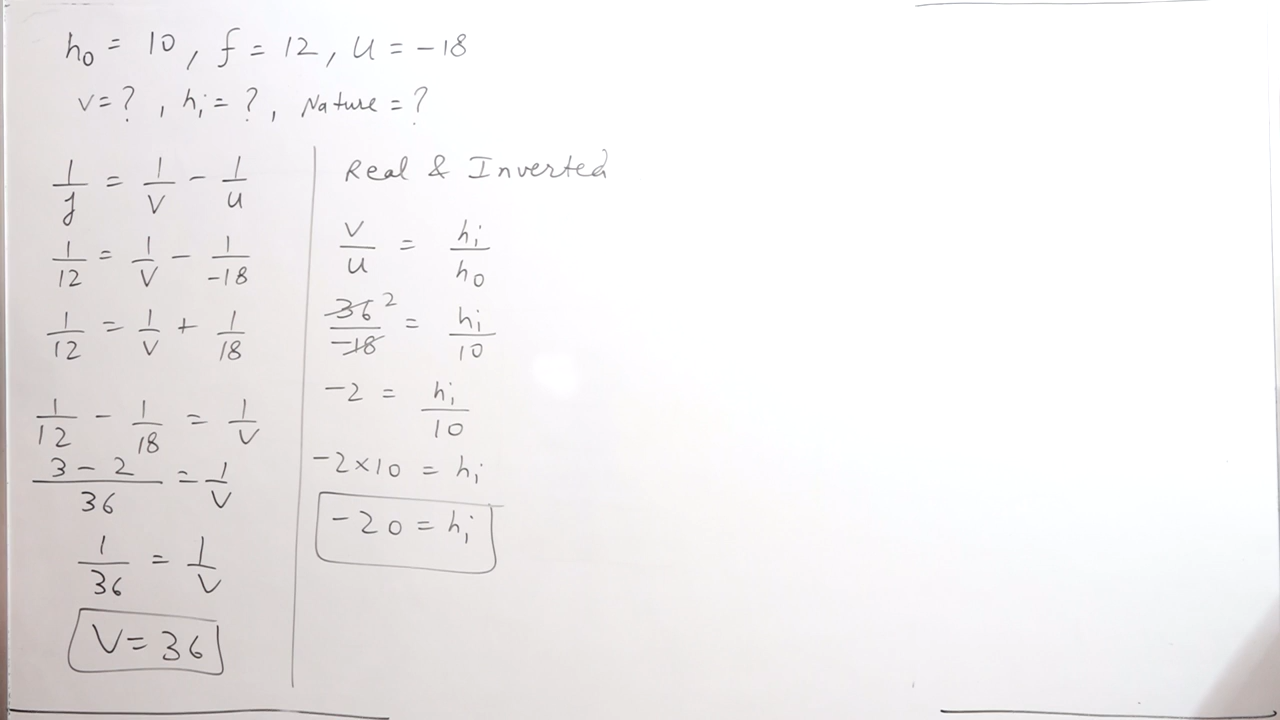 h₀ = 10 , f = 12 , u = -18
v = ? , hᵢ = ? , Nature = ?
1/f = 1/v - 1/u
1/12 = 1/v - 1/-18
1/12 = 1/v + 1/18
1/12 - 1/18 = 1/v
3 - 2/36 = 1/v
1/36 = 1/v
V = 36
Real & Inverted
v/u = hᵢ/h₀
36 2/-18 = hᵢ/10
-2 = hᵢ/10
-2×10 = hᵢ
-20 = hᵢ